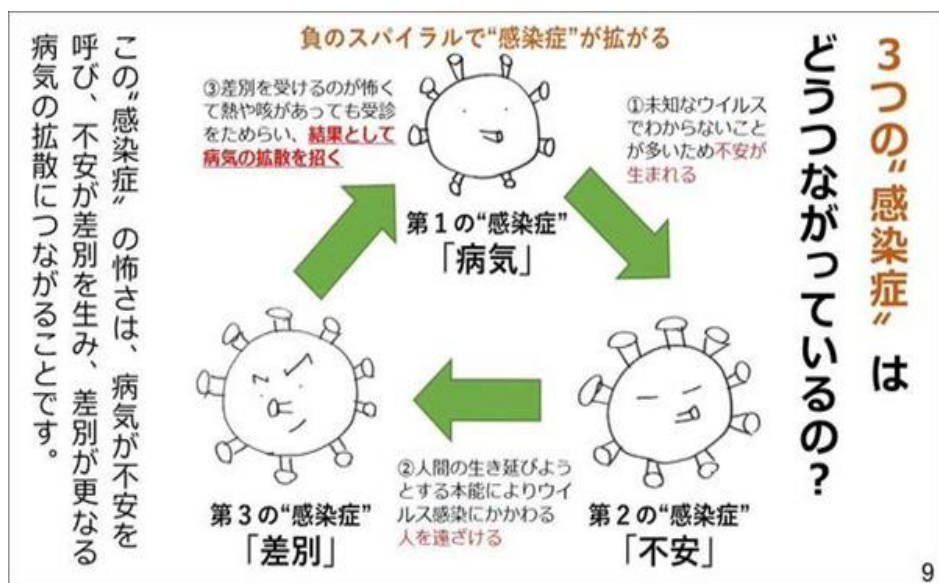 3つの“感染症”は
どうつながっているの？
負のスパイラルで“感染症”が拡がる
①未知なウイルス
でわからないこと
が多いため不安が
生まれる
第1の“感染症”
「病気」
第2の“感染症”
「不安」
②人間の生き延びよう
とする本能によりウイ
ルス感染にかかわる
人を遠ざける
第3の“感染症”
「差別」
③差別を受けるのが怖く
て熱や咳があっても受診
をためらい、結果として
病気の拡散を招く
この“感染症”の怖さは、病気が不安を
呼び、不安が差別を生み、差別が更なる
病気の拡散につながることです。
9